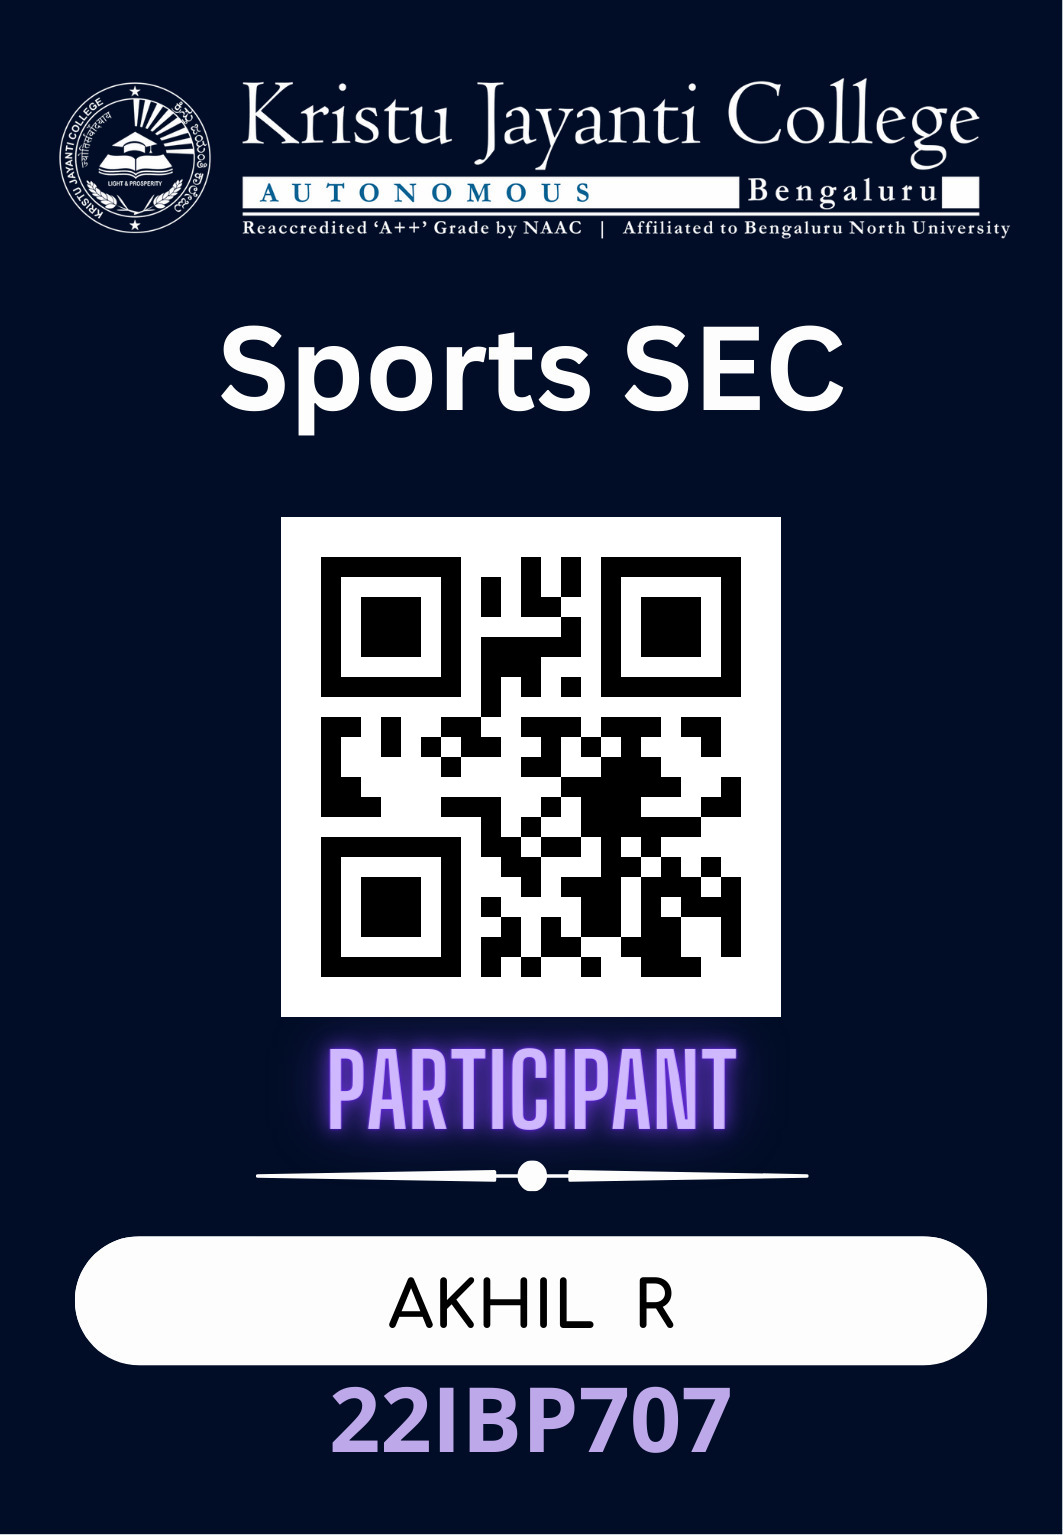 KRISTU JAYANTI COLLEGE
LIGHT & PROSPERITY
Kristu Jayanti College
AUTONOMOUS Bengaluru
Reaccredited ‘A++’ Grade by NAAC | Affiliated to Bengaluru North University
Sports SEC
PARTICIPANT
AKHIL R
22IBP707